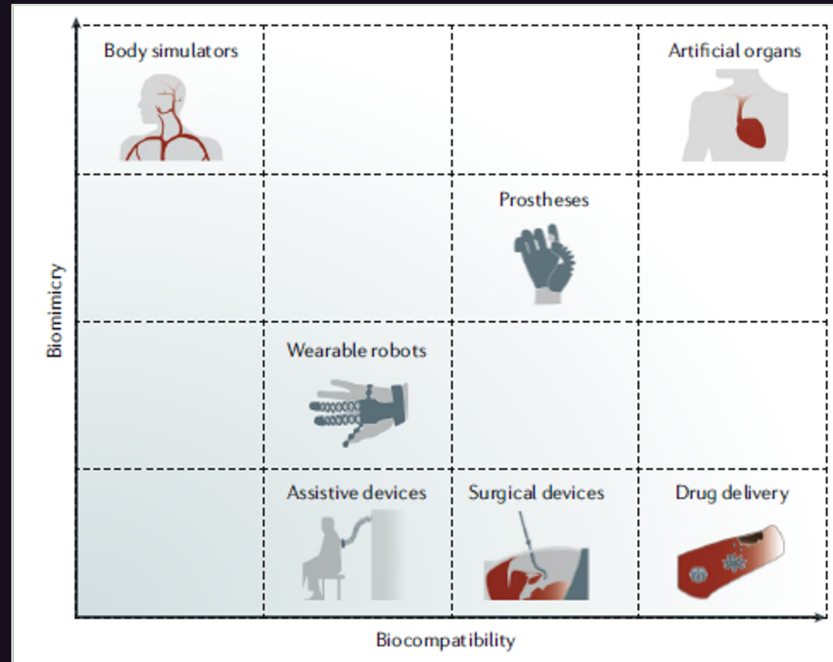 Body simulators
Artificial organs
Prostheses
Wearable robots
Assistive devices
Surgical devices
Drug delivery
Biomimicry
Biocompatibility